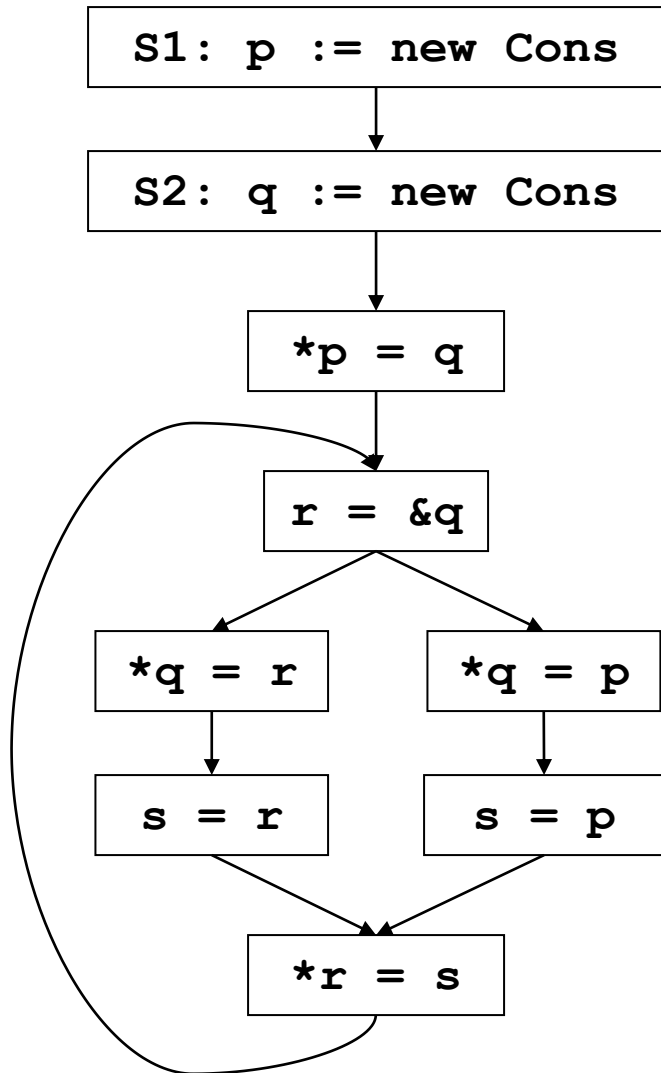 S1: p := new Cons
S2: q := new Cons
*p = q
r = &q
*q = r
*q = p
s = r
s = p
*r = s